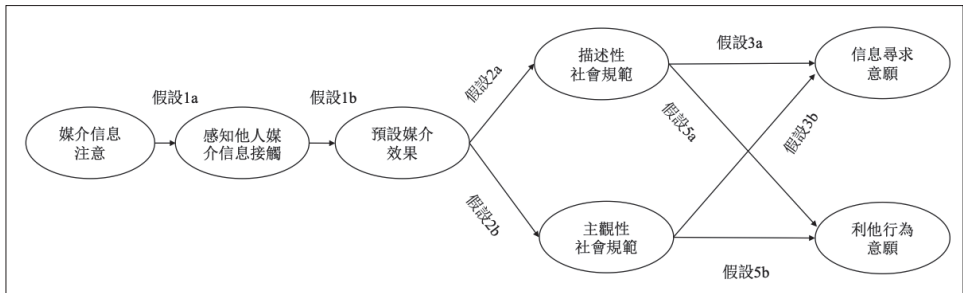 媒介信息
注意
假設1a
感知他人媒
介信息接觸
假設1b
預設媒介
效果
假設2a
假設2b
描述性
社會規範
主觀性
社會規範
假設3a
假設5a
假設3b
假設5b
信息尋求
意願
利他行為
意願